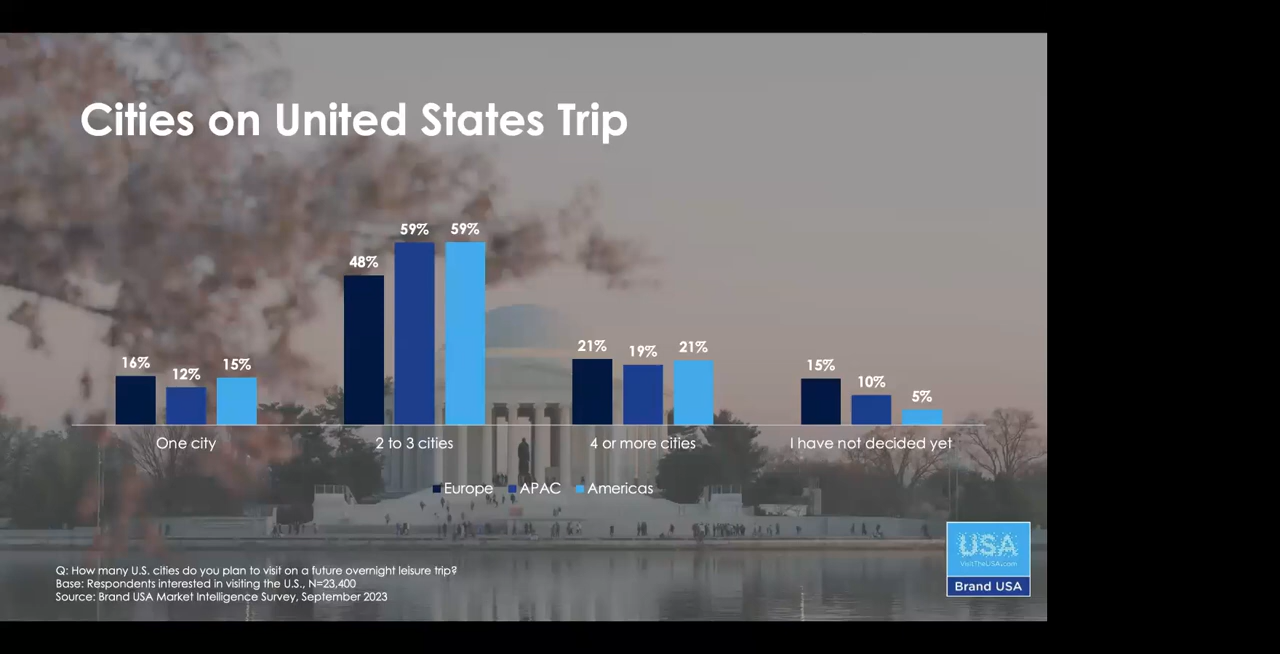 Cities on United States Trip
59% 59%
48%
16% 12% 15%
21% 19% 21%
15% 10% 5%
One city 2 to 3 cities 4 or more cities I have not decided yet
Europe APAC Americas
Q: How many U.S. cities do you plan to visit on a future overnight leisure trip?
Base: Respondents interested in visiting the U.S., N=23,400
Source: Brand USA Market Intelligence Survey, September 2023
USA
VisitTheUSA.com
Brand USA